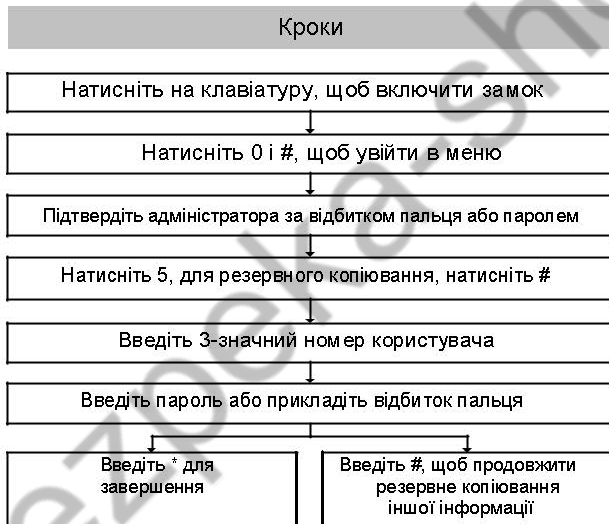 Кроки
Натисніть на клавіатуру, щоб включити замок
Натисніть 0 і #, щоб увійти в меню
Підтвердіть адміністратора за відбитком пальця або паролем
Натисніть 5, для резервного копіювання, натисніть #
Введіть 3-значний номер користувача
Введіть пароль або прикладіть відбиток пальця
Введіть * для
завершення
Введіть #, щоб продовжити
резервне копіювання
іншої інформації